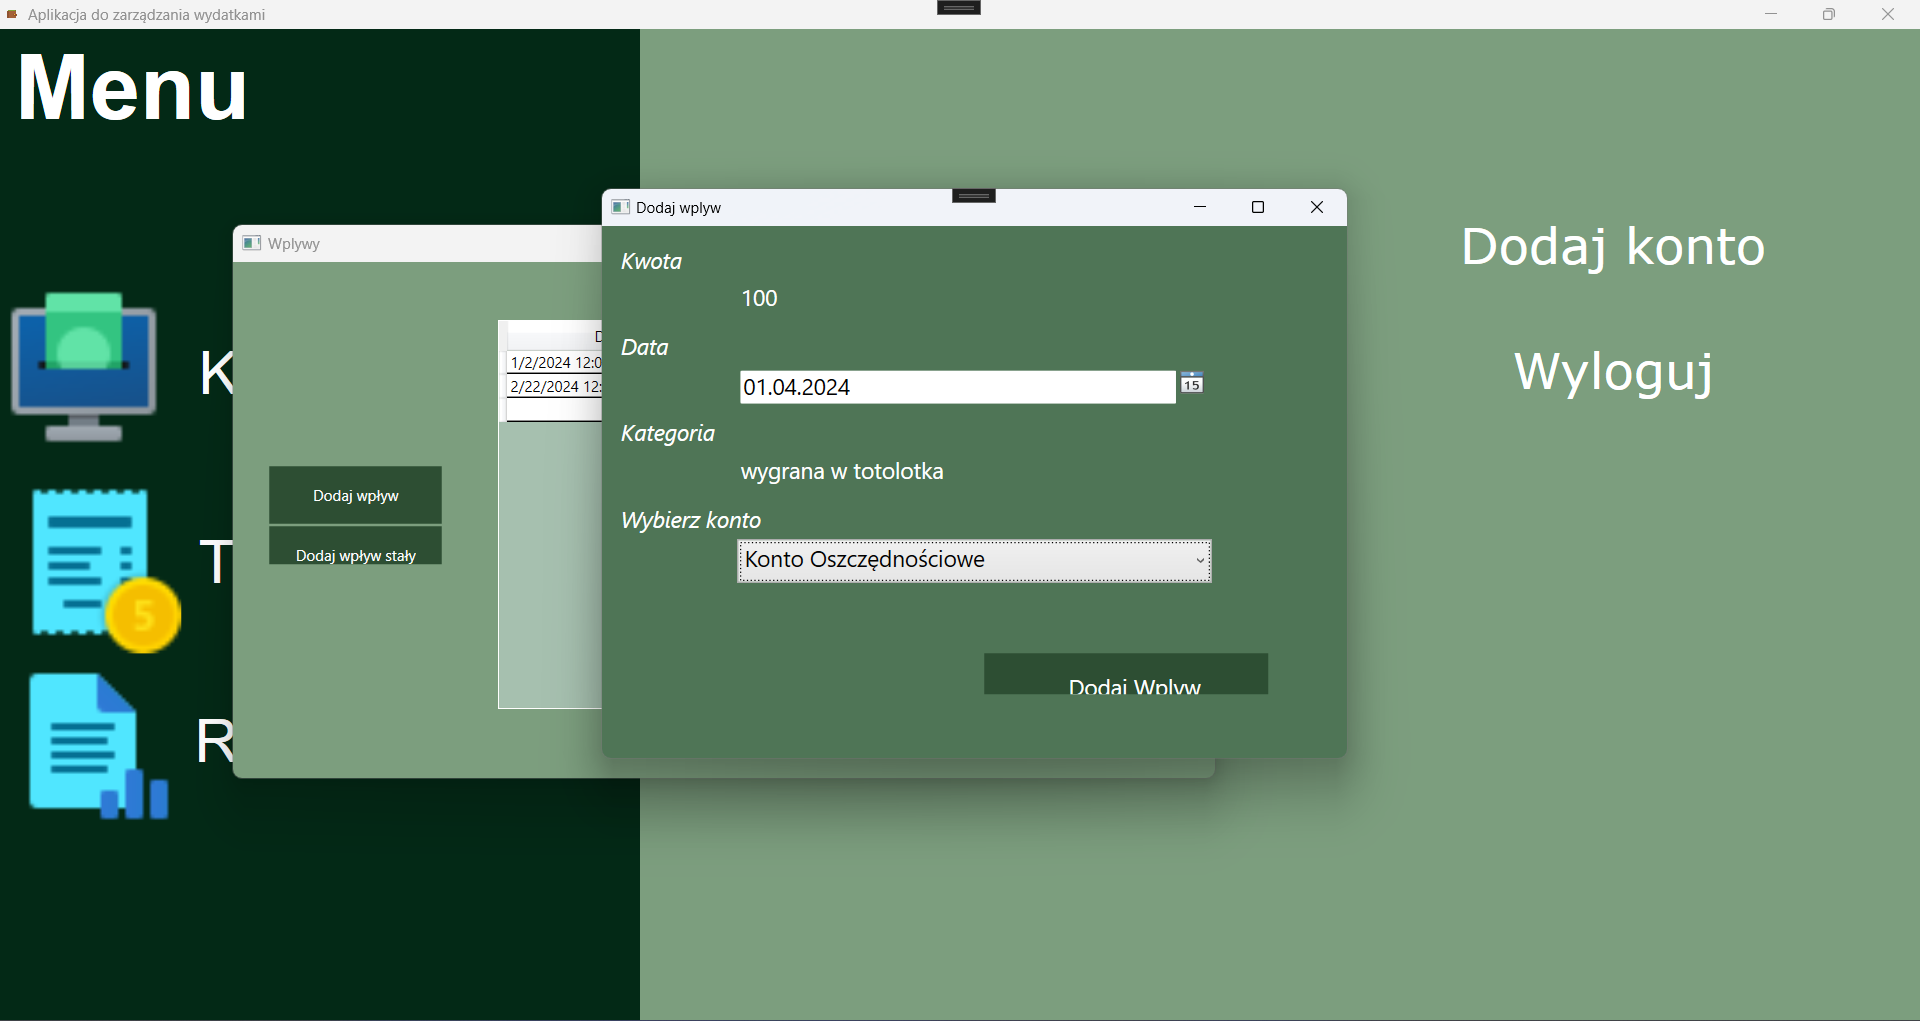 Aplikacja do zarządzania wydatkami
Menu
K
T
R
5
Wplywy
D
1/2/2024 12:0
2/22/2024 12:
Dodaj wpływ
Dodaj wpływ stały
Dodaj wplyw
Kwota
100
Data
01.04.2024
15
Kategoria
wygrana w totolotka
Wybierz konto
Konto Oszczędnościowe
Dodaj Wplyw
Dodaj konto
Wyloguj